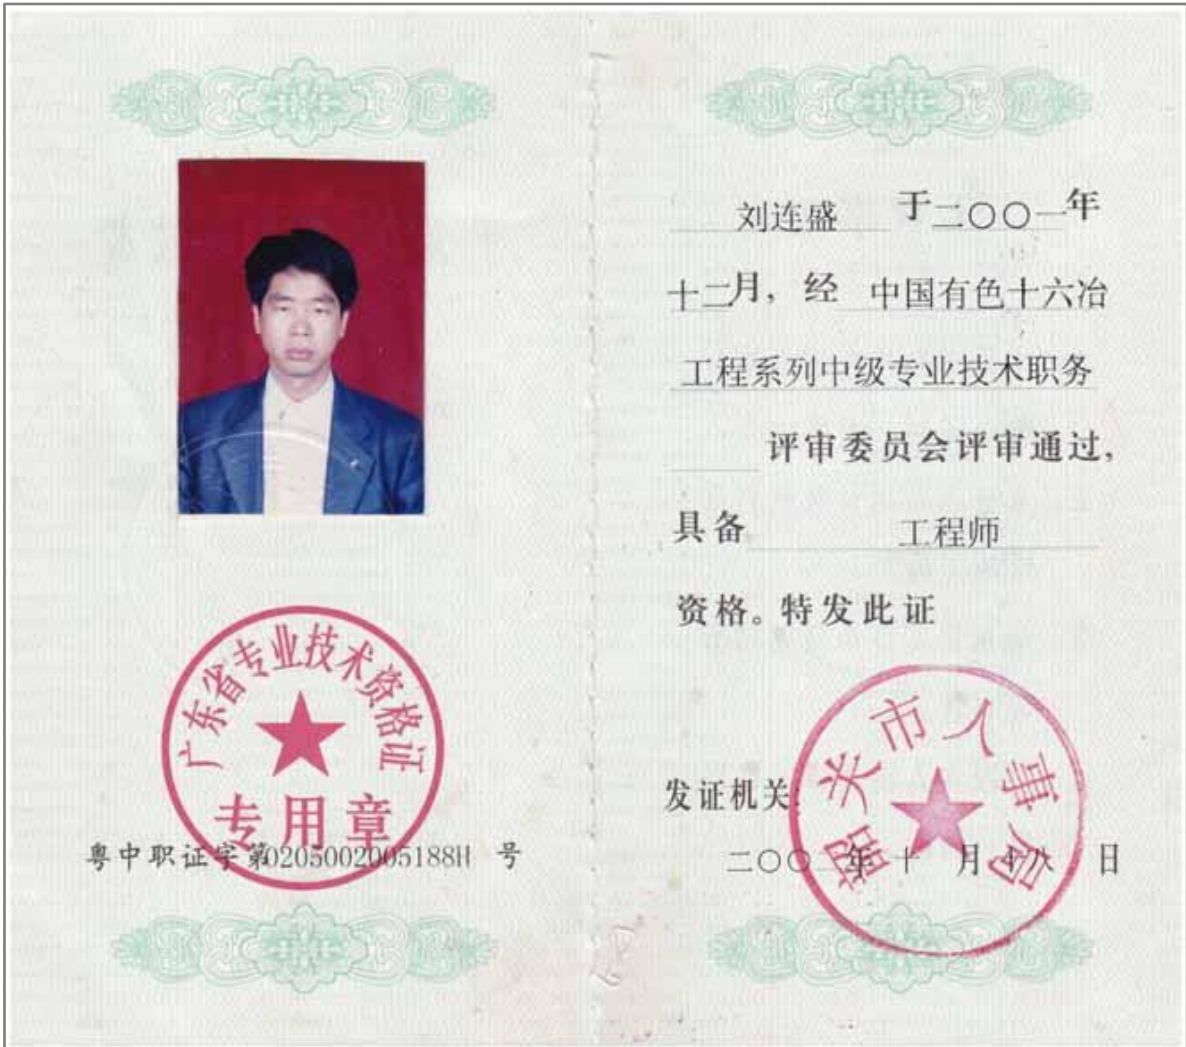 广东省专业技术资格证
专用章
粤中职证字第0205002005188H 号
刘连盛 于二〇〇一年
十二月，经 中国有色十六冶
工程系列中级专业技术职务
评审委员会评审通过，
具备 工程师
资格。特发此证
韶关市人事局
发证机关:
二〇〇 年十 月十八 日